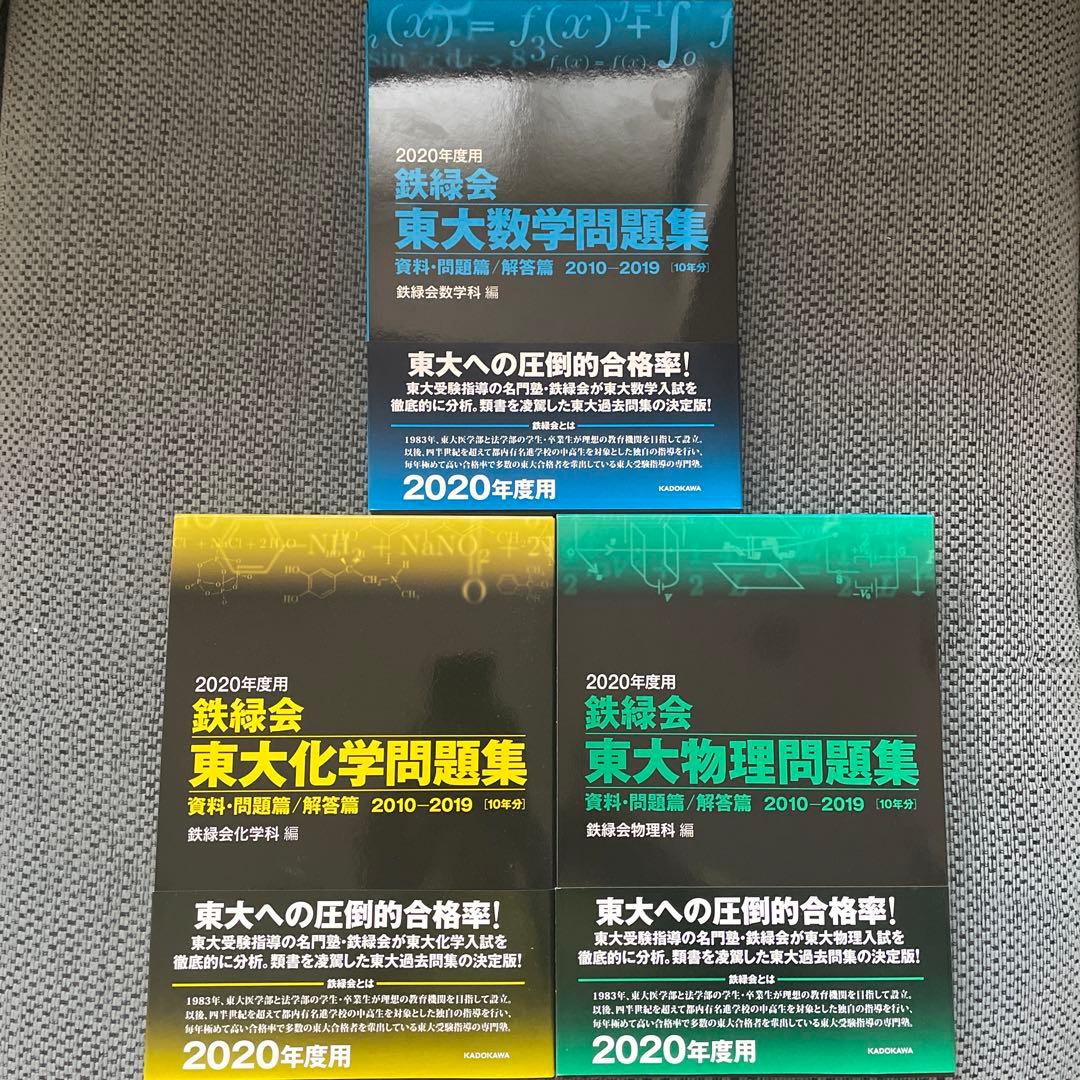 (x) = f₃(x) +
2020年度用
鉄緑会
東大数学問題集
資料・問題篇/解答篇 2010−2019 [10年分]
鉄緑会数学科 編
東大への圧倒的合格率!
東大受験指導の名門塾・鉄緑会が東大数学入試を
徹底的に分析。類書を凌駕した東大過去問集の決定版!
鉄緑会とは
1983年、東大医学部と法学部の学生・卒業生が理想の教育機関を目指して設立。
以後、四半世紀を超えて都内有名進学校の中高生を対象とした独自の指導を行い、
毎年極めて高い合格率で多数の東大合格者を輩出している東大受験指導の専門塾。
2020年度用
KADOKAWA
2020年度用
鉄緑会
東大化学問題集
資料・問題篇/解答篇 2010−2019 [10年分]
鉄緑会化学科 編
東大への圧倒的合格率!
東大受験指導の名門塾・鉄緑会が東大化学入試を
徹底的に分析。類書を凌駕した東大過去問集の決定版!
鉄緑会とは
1983年、東大医学部と法学部の学生・卒業生が理想の教育機関を目指して設立。
以後、四半世紀を超えて都内有名進学校の中高生を対象とした独自の指導を行い、
毎年極めて高い合格率で多数の東大合格者を輩出している東大受験指導の専門塾。
2020年度用
KADOKAWA
2020年度用
鉄緑会
東大物理問題集
資料・問題篇/解答篇 2010−2019 [10年分]
鉄緑会物理科 編
東大への圧倒的合格率!
東大受験指導の名門塾・鉄緑会が東大物理入試を
徹底的に分析。類書を凌駕した東大過去問集の決定版!
鉄緑会とは
1983年、東大医学部と法学部の学生・卒業生が理想の教育機関を目指して設立。
以後、四半世紀を超えて都内有名進学校の中高生を対象とした独自の指導を行い、
毎年極めて高い合格率で多数の東大合格者を輩出している東大受験指導の専門塾。
2020年度用
KADOKAWA